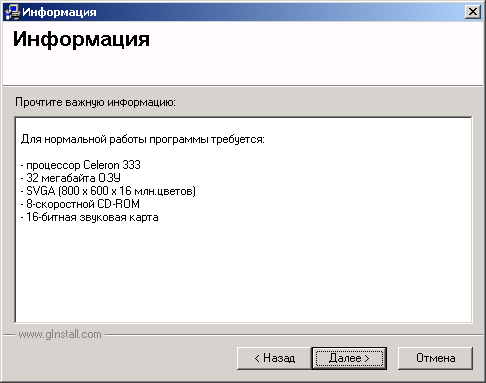 Информация
Информация
Прочтите важную информацию:
Для нормальной работы программы требуется:
- процессор Celeron 333
- 32 мегабайта ОЗУ
- SVGA (800 x 600 x 16 млн.цветов)
- 8-скоростной CD-ROM
- 16-битная звуковая карта
www.gInstall.com
< Назад
Далее >
Отмена